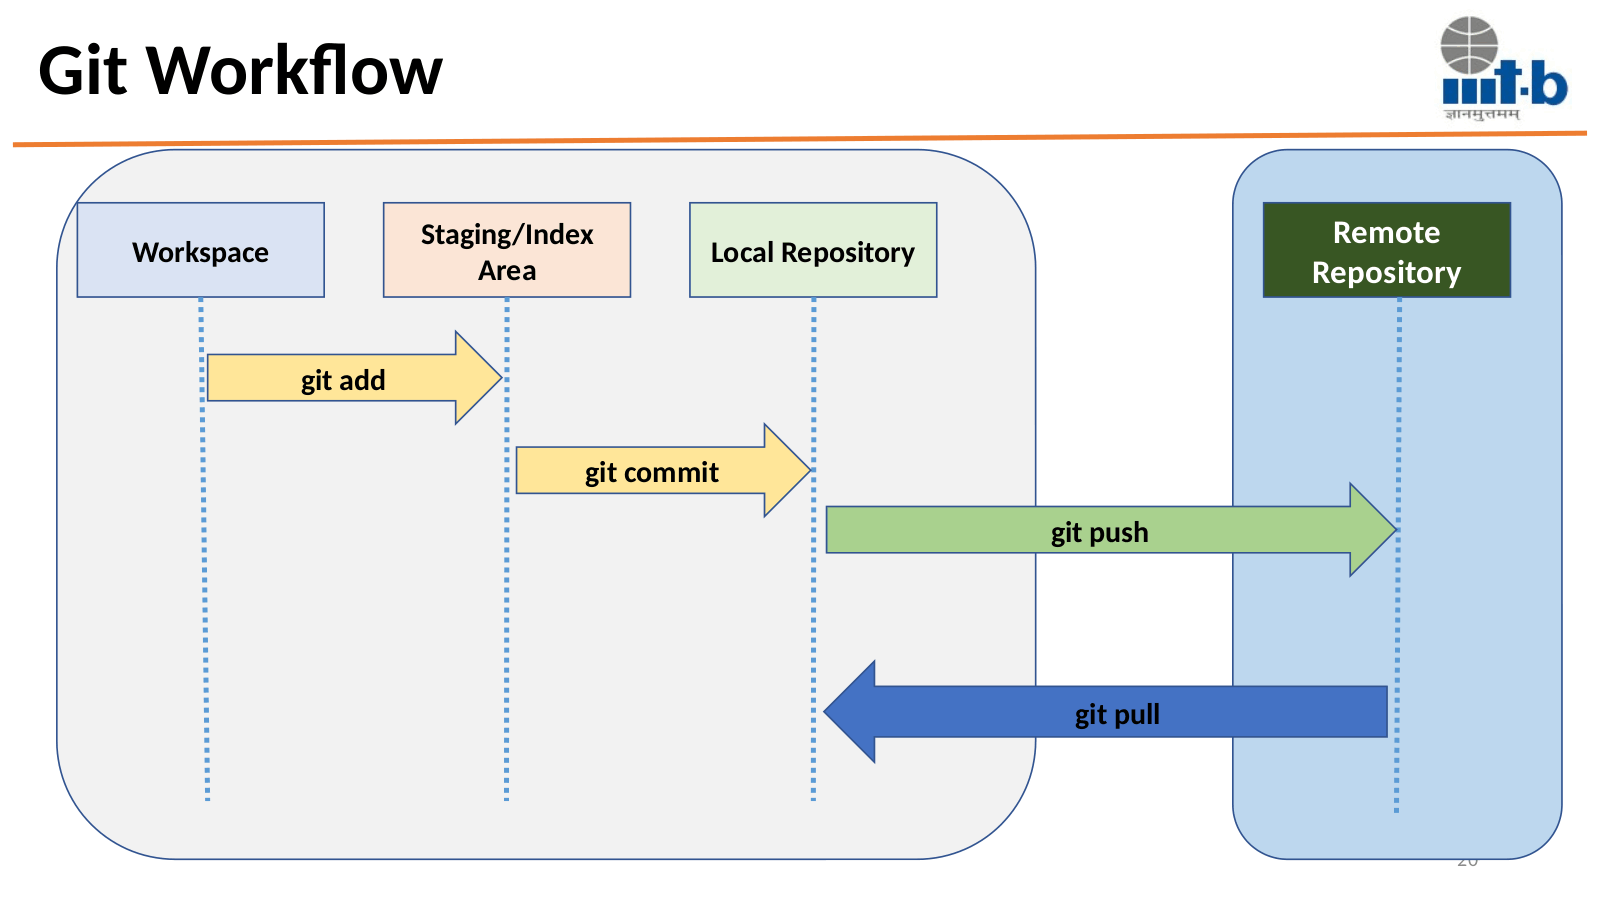 Git Workflow
iiit-b
ज्ञानमुत्तमम्
Workspace
Staging/Index
Area
Local Repository
Remote
Repository
git add
git commit
git push
git pull